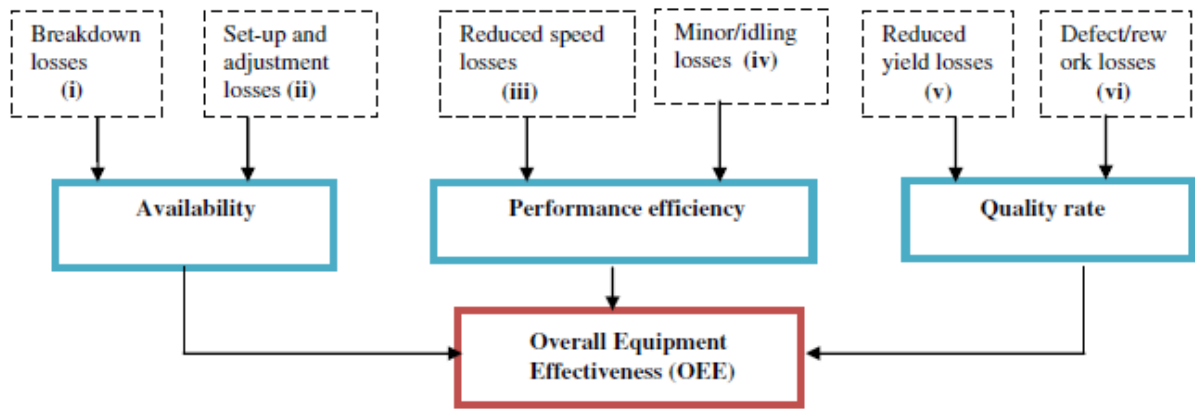 Breakdown
losses
(i)
Set-up and
adjustment
losses (ii)
Reduced speed
losses
(iii)
Minor/idling
losses (iv)
Reduced
yield losses
(v)
Defect/rew
ork losses
(vi)
Availability
Performance efficiency
Quality rate
Overall Equipment
Effectiveness (OEE)